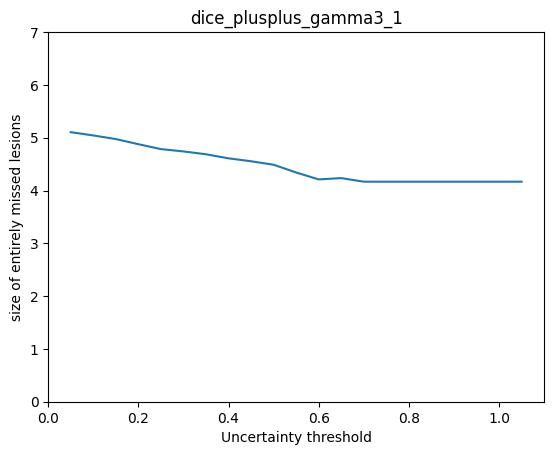 dice_plusplus_gamma3_1
size of entirely missed lesions
7
6
5
4
3
2
1
0
0.0 0.2 0.4 0.6 0.8 1.0
Uncertainty threshold